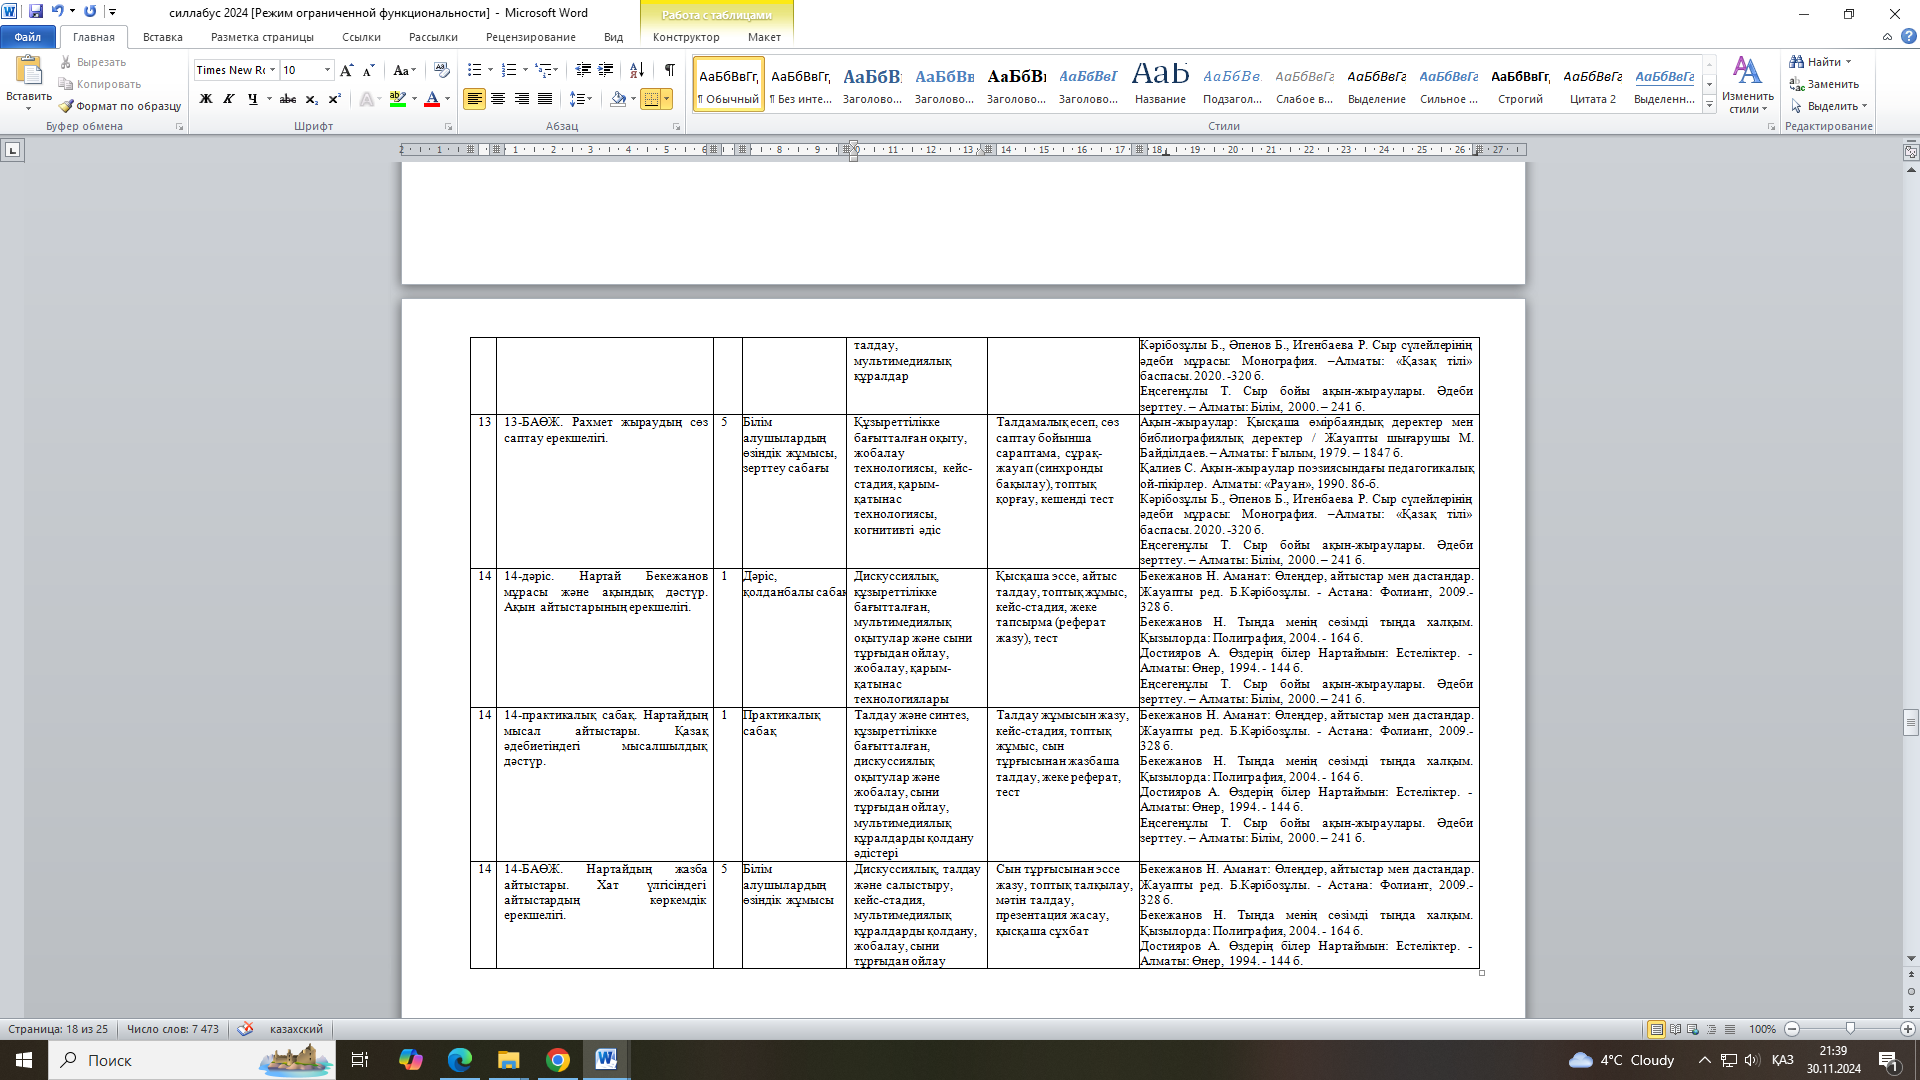 силлабус 2024 [Режим ограниченной функциональности] - Microsoft Word
Работа с таблицами
Файл Главная Вставка Разметка страницы Ссылки Рассылки Рецензирование Вид Конструктор Макет
Вставить
Вырезать
Копировать
Формат по образцу
Буфер обмена
Times New Rc 10
Шрифт
Абзац
АаБбВвГг, АаБбВвГг, АаБбВ АаБбВв АаБбВ АаБбВвГ АаБ АаБбВв. АаБбВвГг АаБбВвГг АаБбВвГг АаБбВвГг, АаБбВвГг АаБбВвГг
¶ Обычный ¶ Без инте... Заголово... Заголово... Заголово... Заголово... Название Подзагол... Слабое в... Выделение Сильное ... Строгий Цитата 2 Выделенн...
Стили
Изменить стили
Найти
Заменить
Выделить
Редактирование
талдау,
мультимедиялық
құралдар
Кәрібозұлы Б., Әпенов Б., Игенбаева Р. Сыр сүлейлерінің
әдеби мұрасы: Монография. –Алматы: «Қазақ тілі»
баспасы. 2020. -320 б.
Еңсегенұлы Т. Сыр бойы ақын-жыраулары. Әдеби
зерттеу. – Алматы: Білім, 2000. – 241 б.
13
13-БАӨЖ. Рахмет жыраудың сөз
саптау ерекшелігі.
5
Білім
алушылардың
өзіндік жұмысы,
зерттеу сабағы
Құзыреттілікке
бағытталған оқыту,
жобалау
технологиясы, кейс-
стадия, қарым-
қатынас
технологиясы,
когнитивті әдіс
Талдамалық есеп, сөз
саптау бойынша
сараптама, сұрақ-
жауап (синхронды
бақылау), топтық
қорғау, кешенді тест
Ақын-жыраулар: Қысқаша өмірбаяндық деректер мен
библиографиялық деректер / Жауапты шығарушы М.
Байділдаев. – Алматы: Ғылым, 1979. – 1847 б.
Қалиев С. Ақын-жыраулар поэзиясындағы педагогикалық
ой-пікірлер. Алматы: «Рауан», 1990. 86-б.
Кәрібозұлы Б., Әпенов Б., Игенбаева Р. Сыр сүлейлерінің
әдеби мұрасы: Монография. –Алматы: «Қазақ тілі»
баспасы. 2020. -320 б.
Еңсегенұлы Т. Сыр бойы ақын-жыраулары. Әдеби
зерттеу. – Алматы: Білім, 2000. – 241 б.
14
14-дәріс. Нартай Бекежанов
мұрасы және ақындық дәстүр.
Ақын айтыстарының ерекшелігі.
1
Дәріс,
қолданбалы сабақ
Дискуссиялық,
құзыреттілікке
бағытталған,
мультимедиялық
оқытулар және сыни
тұрғыдан ойлау,
жобалау, қарым-
қатынас
технологиялары
Қысқаша эссе, айтыс
талдау, топтық жұмыс,
кейс-стадия, жеке
тапсырма (реферат
жазу), тест
Бекежанов Н. Аманат: Өлеңдер, айтыстар мен дастандар.
Жауапты ред. Б.Кәрібозұлы. - Астана: Фолиант, 2009.-
328 б.
Бекежанов Н. Тыңда менің сөзімді тыңда халқым.
Қызылорда: Полиграфия, 2004. - 164 б.
Достияров А. Өздерің білер Нартаймын: Естеліктер. -
Алматы: Өнер, 1994. - 144 б.
Еңсегенұлы Т. Сыр бойы ақын-жыраулары. Әдеби
зерттеу. – Алматы: Білім, 2000. – 241 б.
14
14-практикалық сабақ. Нартайдың
мысал айтыстары. Қазақ
әдебиетіндегі мысалшылдық
дәстүр.
1
Практикалық
сабақ
Талдау және синтез,
құзыреттілікке
бағытталған,
дискуссиялық
оқытулар және
жобалау, сыни
тұрғыдан ойлау,
мультимедиялық
құралдарды қолдану
әдістері
Талдау жұмысын жазу,
кейс-стадия, топтық
жұмыс, сын
тұрғысынан жазбаша
талдау, жеке реферат,
тест
Бекежанов Н. Аманат: Өлеңдер, айтыстар мен дастандар.
Жауапты ред. Б.Кәрібозұлы. - Астана: Фолиант, 2009.-
328 б.
Бекежанов Н. Тыңда менің сөзімді тыңда халқым.
Қызылорда: Полиграфия, 2004. - 164 б.
Достияров А. Өздерің білер Нартаймын: Естеліктер. -
Алматы: Өнер, 1994. - 144 б.
Еңсегенұлы Т. Сыр бойы ақын-жыраулары. Әдеби
зерттеу. – Алматы: Білім, 2000. – 241 б.
14
14-БАӨЖ. Нартайдың жазба
айтыстары. Хат үлгісіндегі
айтыстардың көркемдік
ерекшелігі.
5
Білім
алушылардың
өзіндік жұмысы
Дискуссиялық, талдау
және салыстыру,
кейс-стадия,
мультимедиялық
құралдарды қолдану,
жобалау, сыни
тұрғыдан ойлау
Сын тұрғысынан эссе
жазу, топтық талқылау,
мәтін талдау,
презентация жасау,
қысқаша сұхбат
Бекежанов Н. Аманат: Өлеңдер, айтыстар мен дастандар.
Жауапты ред. Б.Кәрібозұлы. - Астана: Фолиант, 2009.-
328 б.
Бекежанов Н. Тыңда менің сөзімді тыңда халқым.
Қызылорда: Полиграфия, 2004. - 164 б.
Достияров А. Өздерің білер Нартаймын: Естеліктер. -
Алматы: Өнер, 1994. - 144 б.
Страница: 18 из 25 Число слов: 7 473 казахский 100%
Поиск
4°C Cloudy
ҚАЗ
21:39
30.11.2024